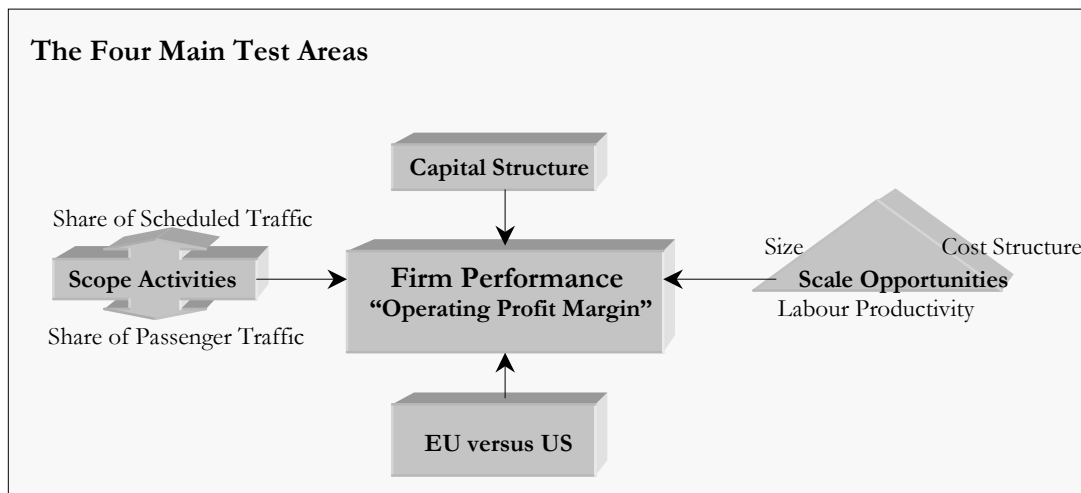 The Four Main Test Areas
Capital Structure
Share of Scheduled Traffic
Scope Activities
Share of Passenger Traffic
Firm Performance
“Operating Profit Margin”
Size
Cost Structure
Scale Opportunities
Labour Productivity
EU versus US